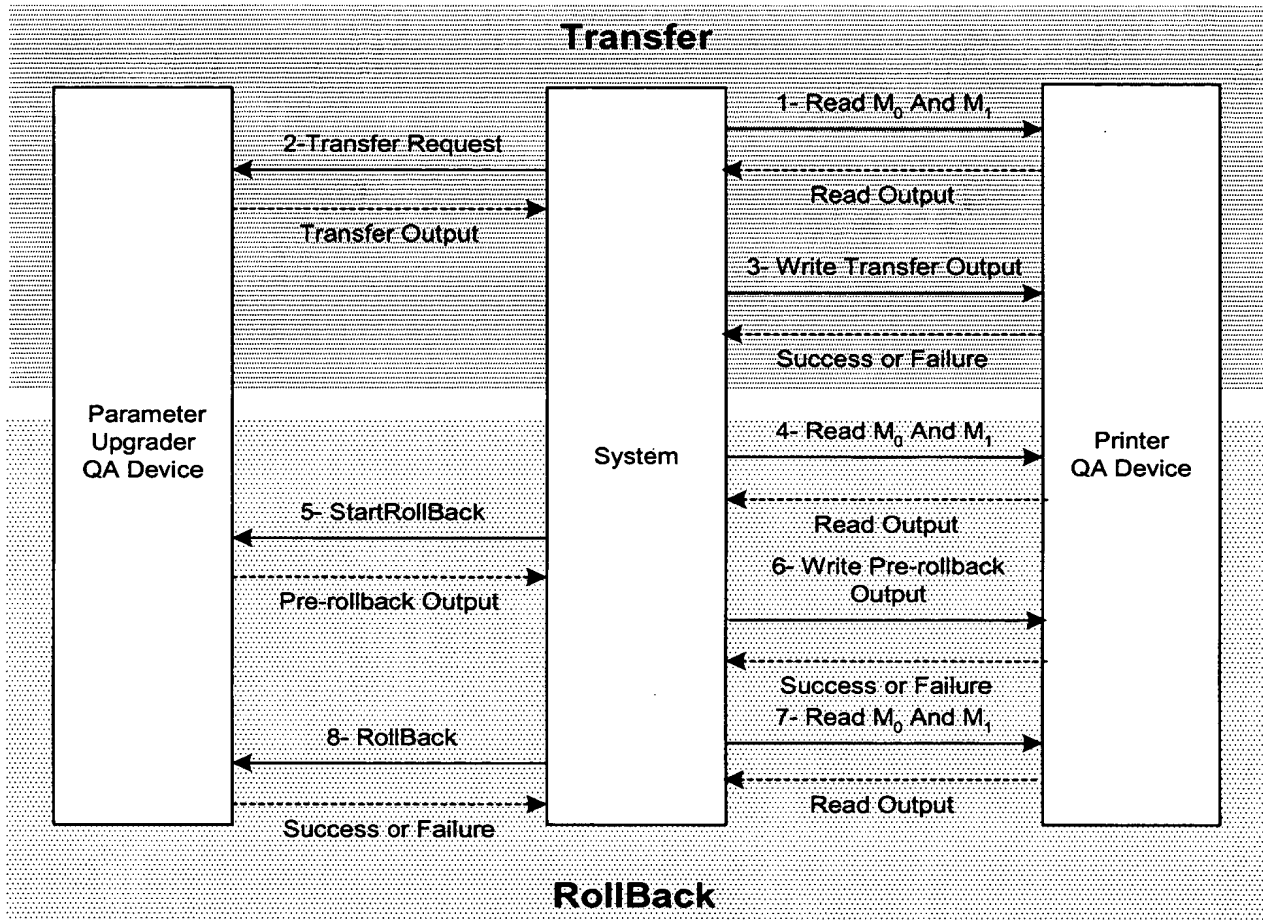 Transfer
1- Read M₀ And M₁
2-Transfer Request
Read Output
Transfer Output
3- Write Transfer Output
Success or Failure
Parameter
Upgrader
QA Device
System
Printer
QA Device
4- Read M₀ And M₁
Read Output
5- StartRollBack
Pre-rollback Output
6- Write Pre-rollback
Output
Success or Failure
7- Read M₀ And M₁
8- RollBack
Read Output
Success or Failure
RollBack